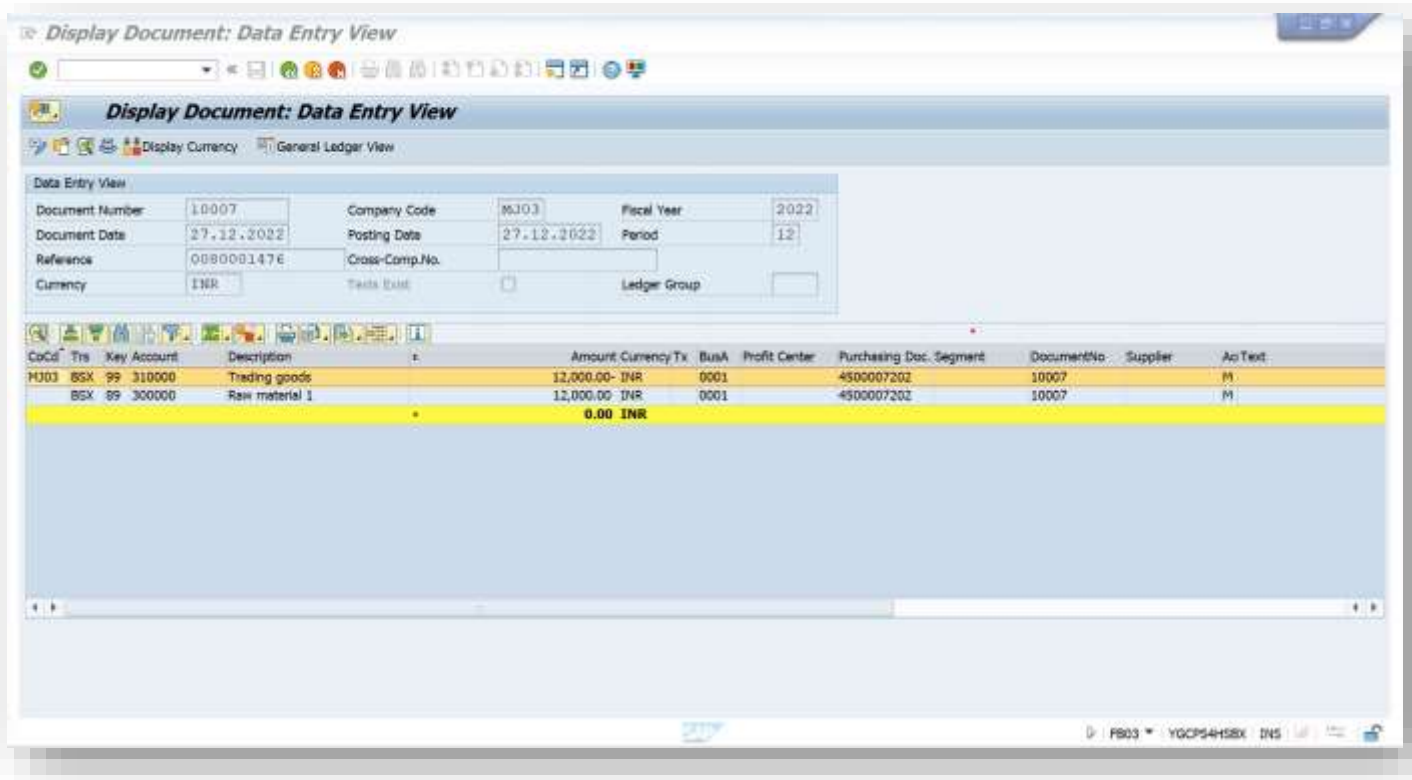 Display Document: Data Entry View
Display Document: Data Entry View
Display Currency General Ledger View
Data Entry View
Document Number 10007 Company Code MJ03 Fiscal Year 2022
Document Date 27.12.2022 Posting Date 27.12.2022 Period 12
Reference 0080001476 Cross-Comp.No.
Currency INR Texts Exist Ledger Group
CoCd Trs Key Account Description Amount Currency Tx BusA Profit Center Purchasing Doc. Segment DocumentNo Supplier Ac Text
MJ03 BSX 99 310000 Trading goods 12,000.00- INR 0001 4500007202 10007 M
BSX 89 300000 Raw material 1 12,000.00 INR 0001 4500007202 10007 M
0.00 INR
SAP
FB03 YGCPS4HSBX INS